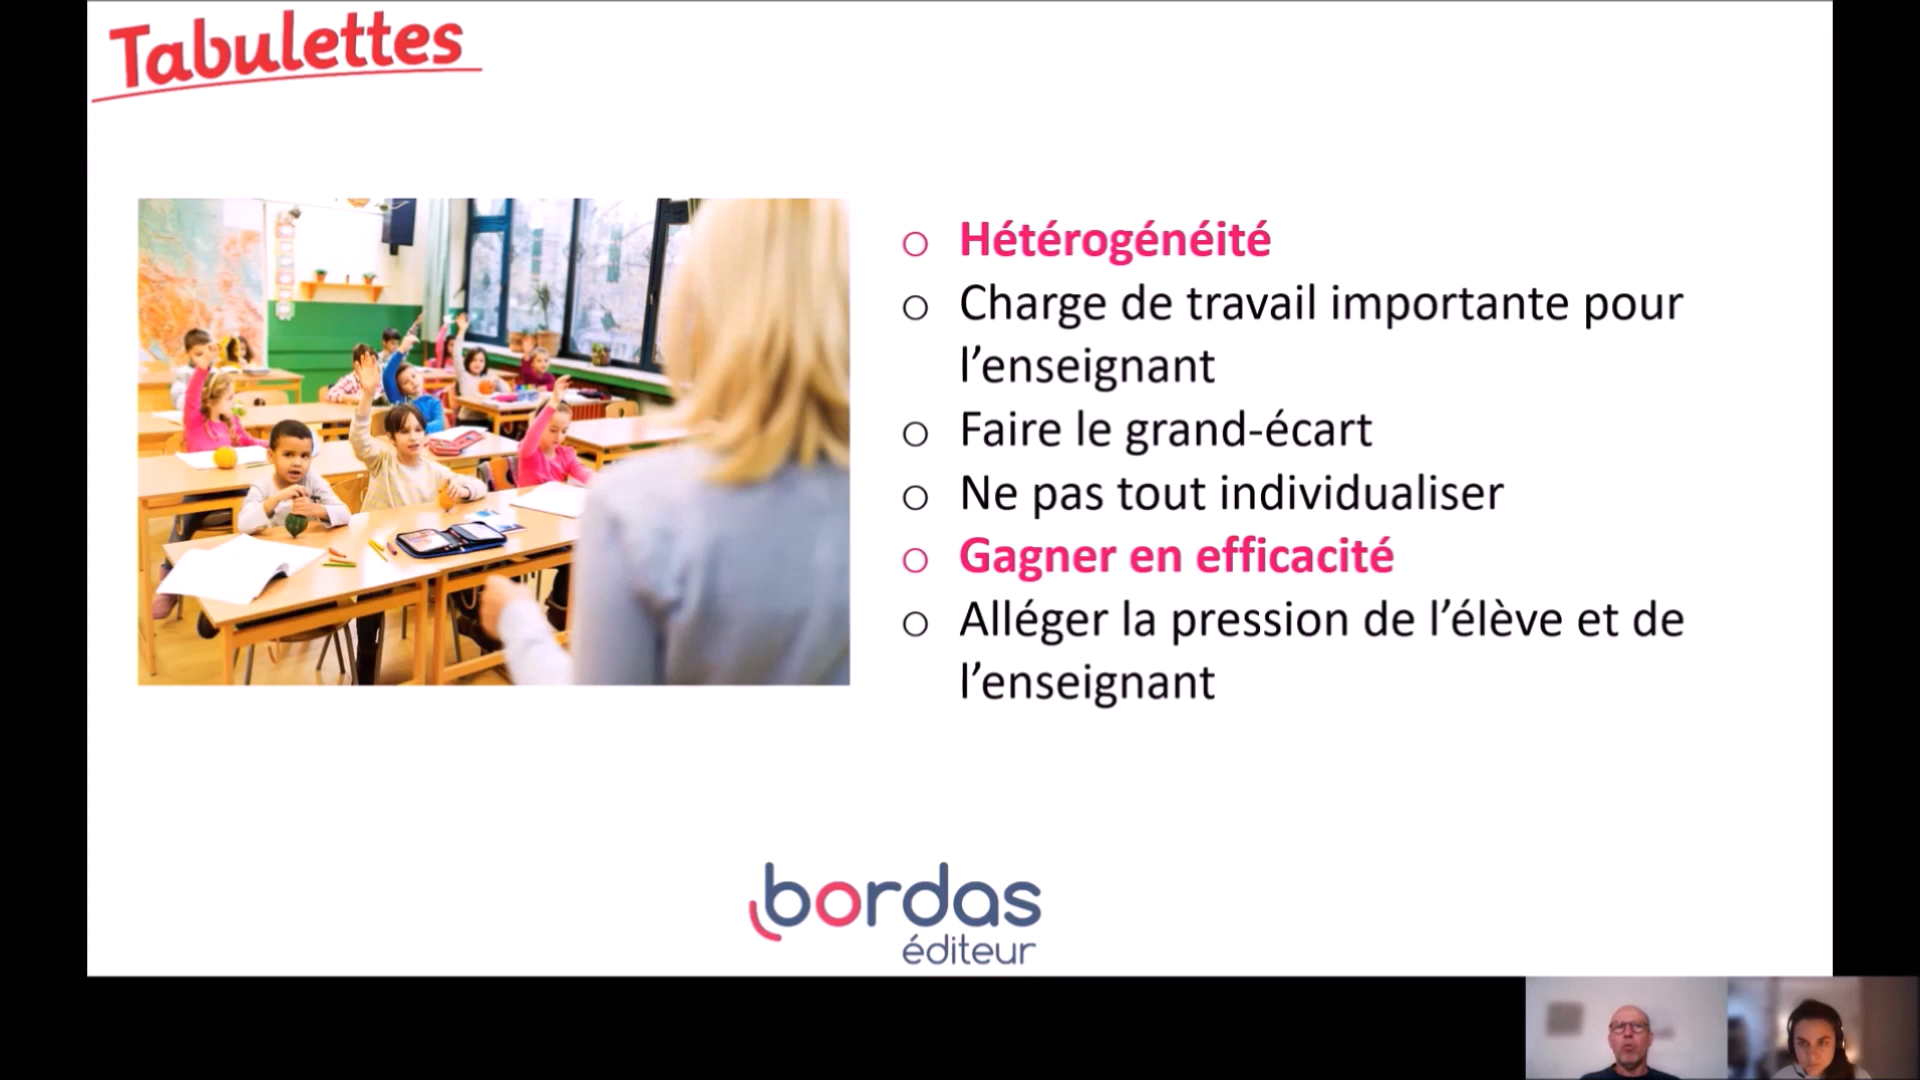 Tabulettes
Hétérogénéité
Charge de travail importante pour
l’enseignant
Faire le grand-écart
Ne pas tout individualiser
Gagner en efficacité
Alléger la pression de l’élève et de
l’enseignant
bordas
éditeur